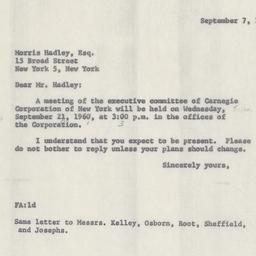 September 7,
Morris Hadley, Esq.
15 Broad Street
New York 5, New York
Dear Mr. Hadley:
A meeting of the executive committee of Carnegie
Corporation of New York will be held on Wednesday,
September 21, 1960, at 3:00 p.m. in the offices of
the Corporation.
I understand that you expect to be present. Please
do not bother to reply unless your plans should change.
Sincerely yours,
FA:ld
Same letter to Messrs. Kelley, Osborn, Root, Sheffield,
and Josephs.